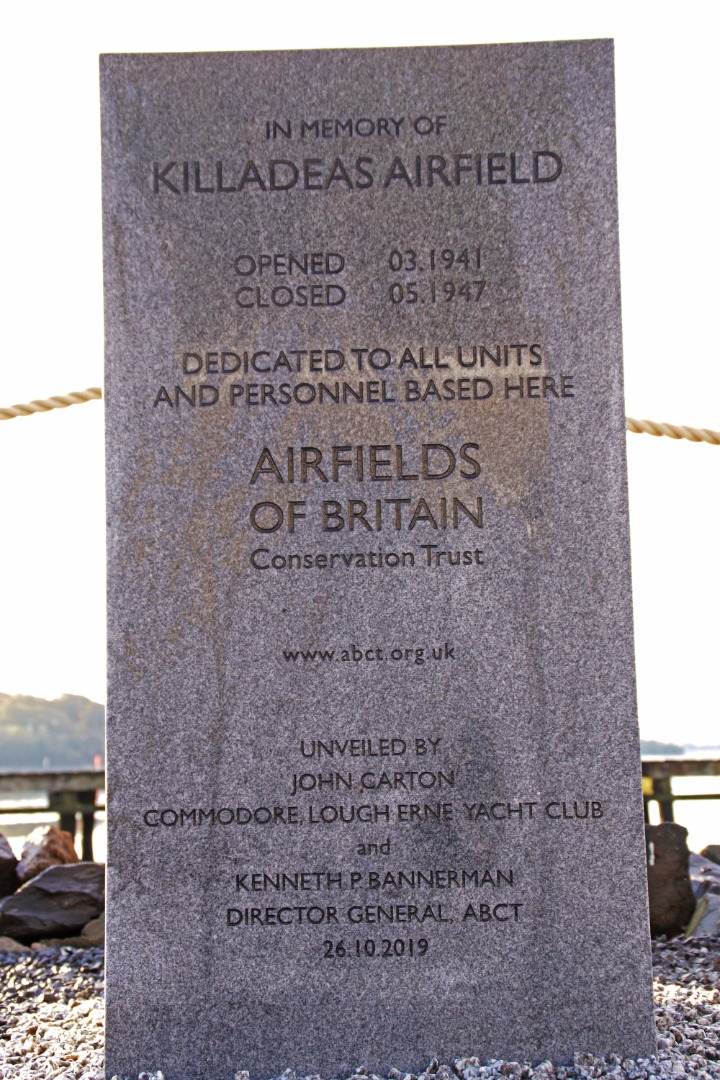 IN MEMORY OF
KILLADEAS AIRFIELD
OPENED 03.1941
CLOSED 05.1947
DEDICATED TO ALL UNITS
AND PERSONNEL BASED HERE
AIRFIELDS
OF BRITAIN
Conservation Trust
www.abct.org.uk
UNVEILED BY
JOHN CARTON
COMMODORE, LOUGH ERNE YACHT CLUB
and
KENNETH P. BANNERMAN
DIRECTOR GENERAL, ABCT
26.10.2019